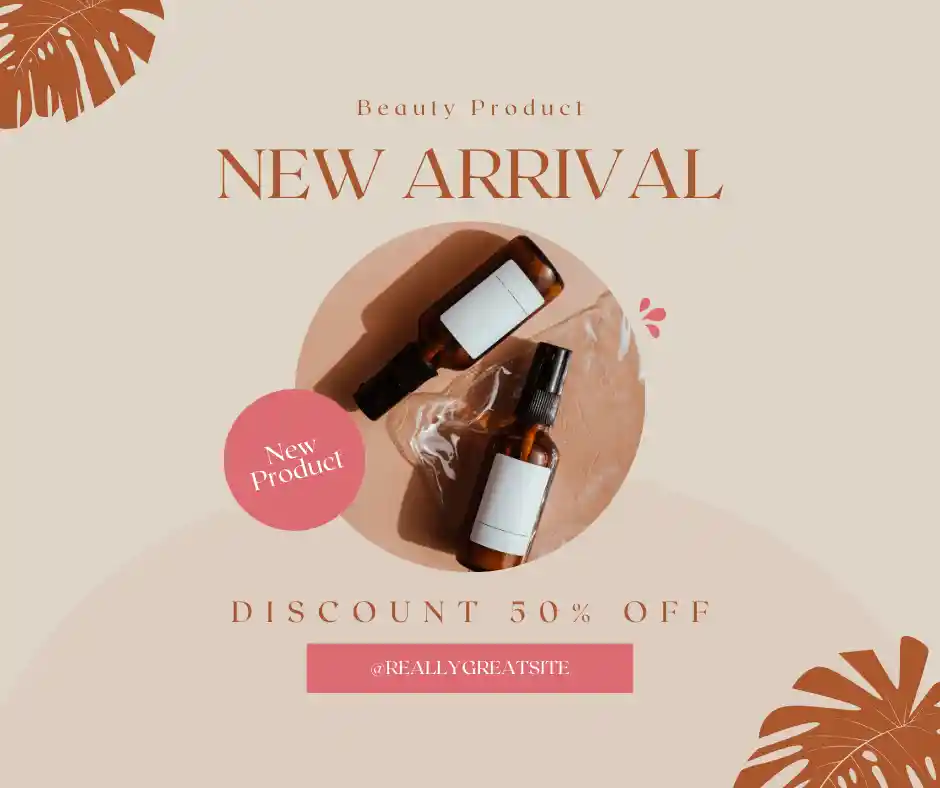 Beauty Product
NEW ARRIVAL
New
Product
DISCOUNT 50% OFF
@REALLYGREATSITE